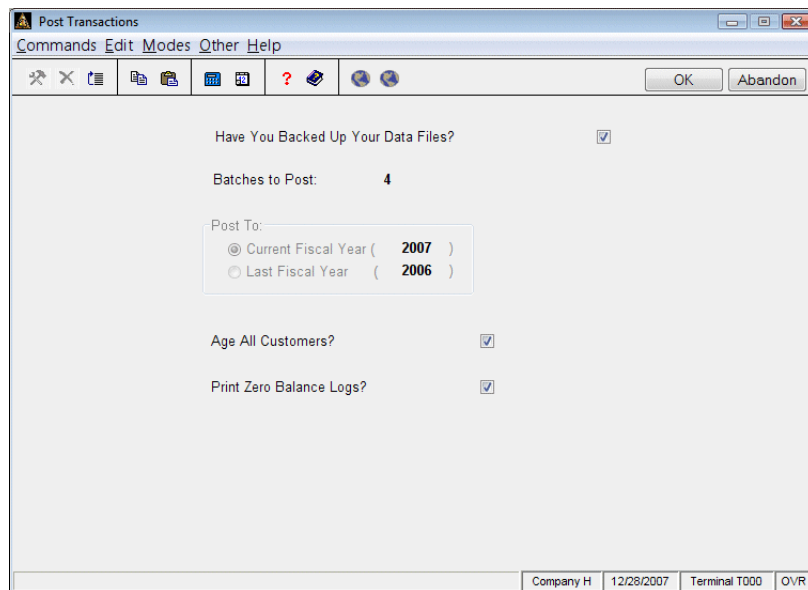 Post Transactions
Commands Edit Modes Other Help
OK Abandon
Have You Backed Up Your Data Files?
Batches to Post: 4
Post To:
Current Fiscal Year ( 2007 )
Last Fiscal Year ( 2006 )
Age All Customers?
Print Zero Balance Logs?
Company H 12/28/2007 Terminal T000 OVR